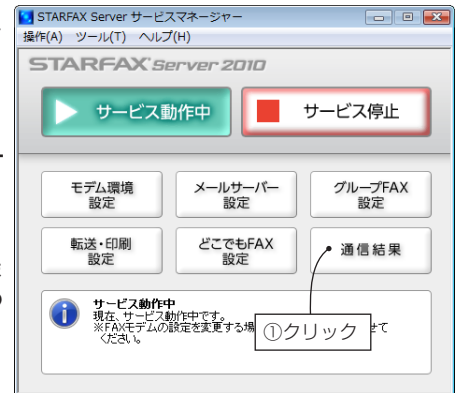 STARFAX Server サービスマネージャー
操作(A) ツール(T) ヘルプ(H)
STARFAX Server 2010
サービス動作中
サービス停止
モデム環境
設定
メールサーバー
設定
グループFAX
設定
転送・印刷
設定
どこでもFAX
設定
通信結果
サービス動作中
現在、サービス動作中です。
※FAXモデムの設定を変更する場
せて
ください。
①クリック